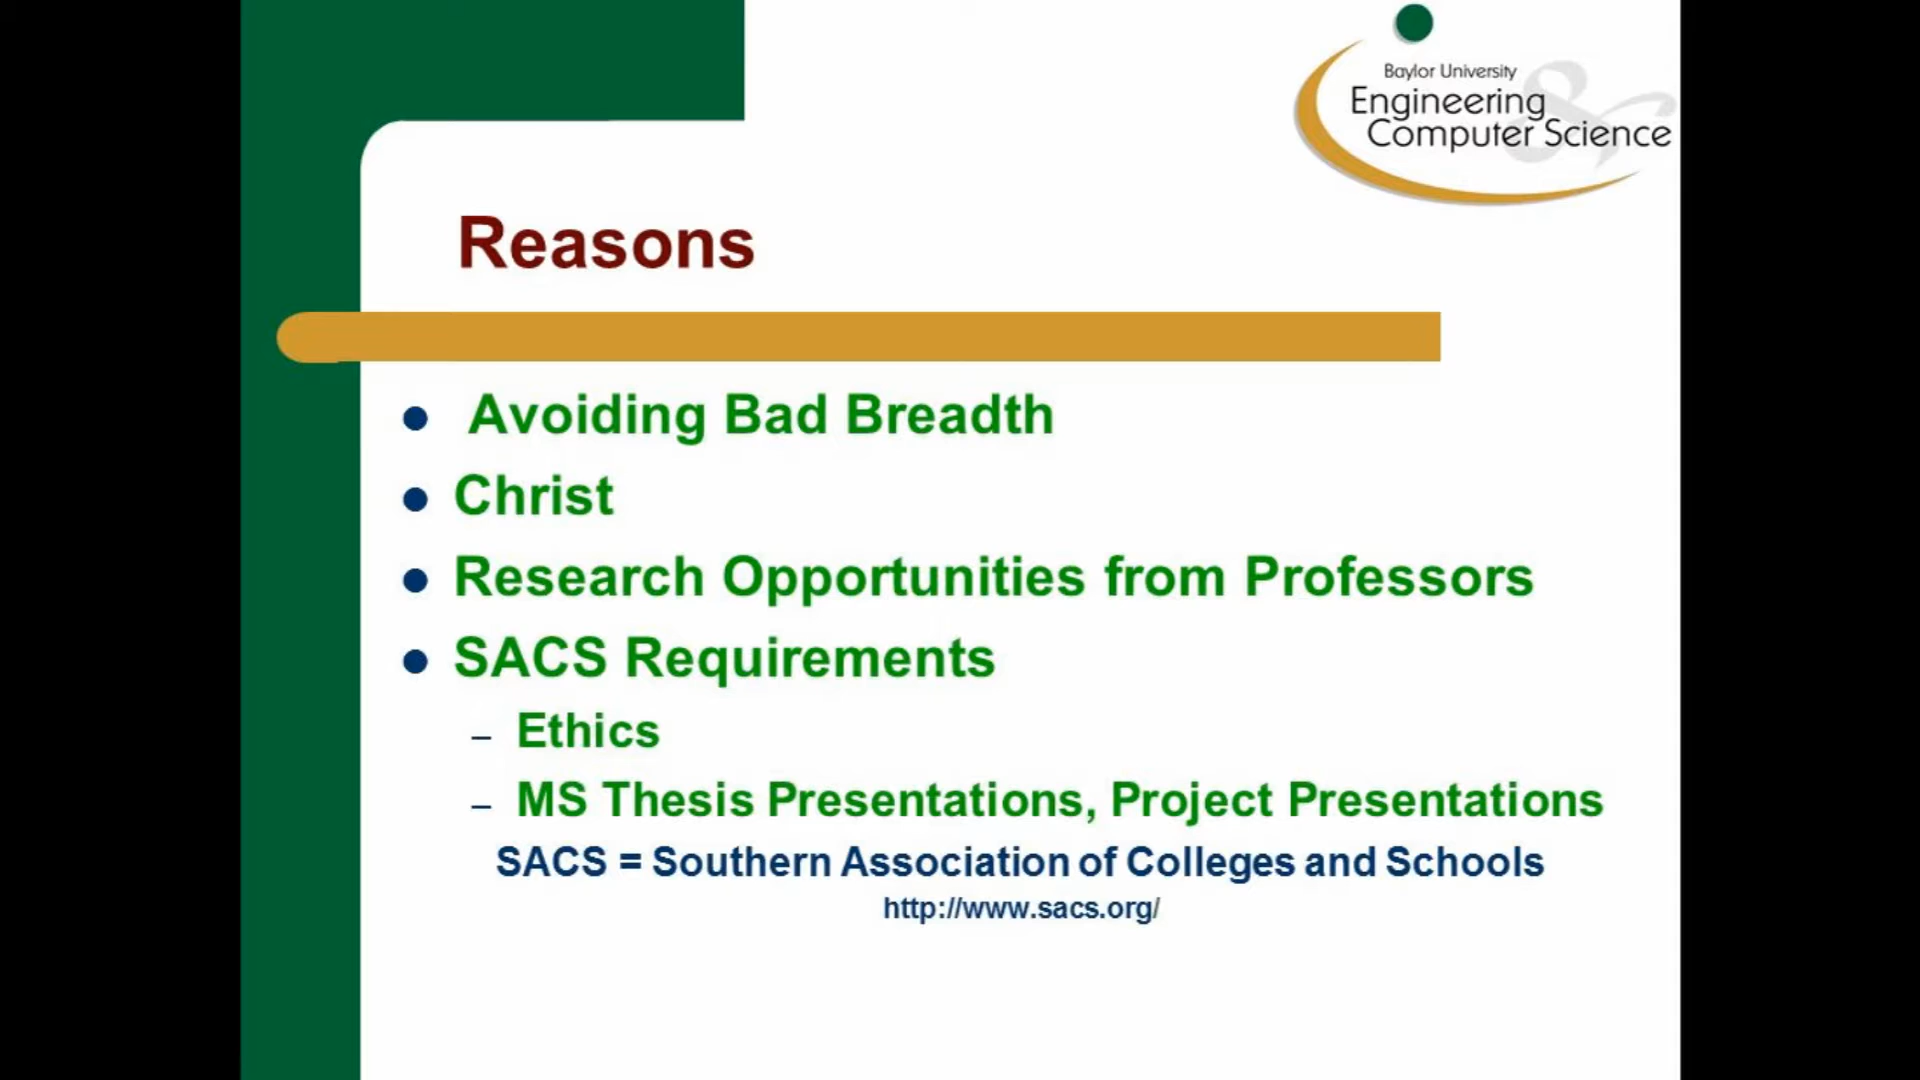 Baylor University
Engineering &
Computer Science
Reasons
● Avoiding Bad Breadth
● Christ
● Research Opportunities from Professors
● SACS Requirements
– Ethics
– MS Thesis Presentations, Project Presentations
SACS = Southern Association of Colleges and Schools
http://www.sacs.org/